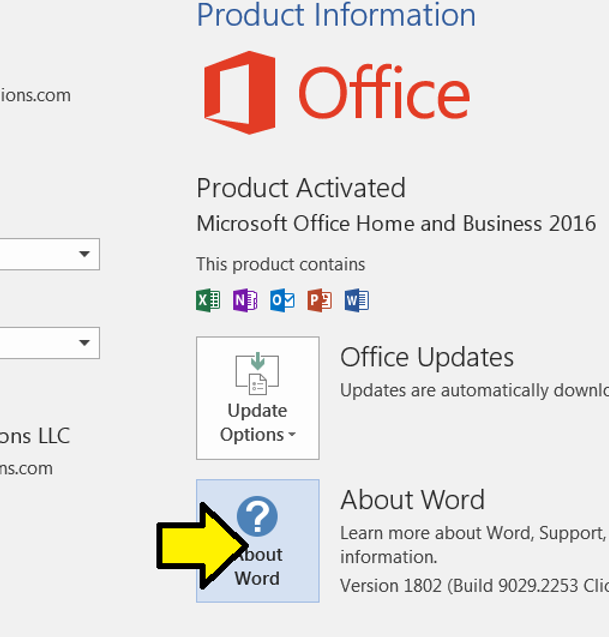 Product Information
ions.com
Office
Product Activated
Microsoft Office Home and Business 2016
This product contains
Office Updates
Updates are automatically downlo
Update
Options
ons LLC
ns.com
About Word
Learn more about Word, Support,
information.
Version 1802 (Build 9029.2253 Clic
About
Word